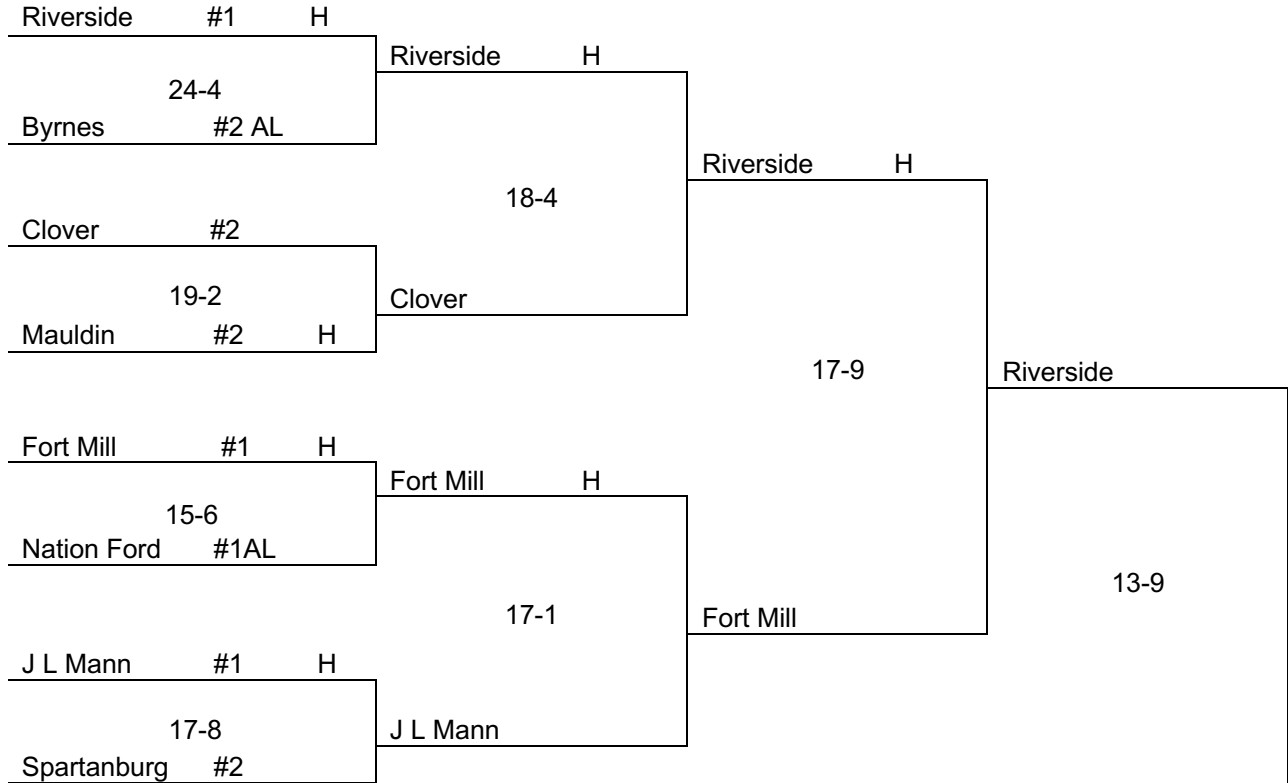 Riverside #1 H
Riverside H
24-4
Byrnes #2 AL
Riverside H
18-4
Clover #2
19-2
Clover
Mauldin #2 H
17-9
Riverside
Fort Mill #1 H
Fort Mill H
15-6
Nation Ford #1AL
13-9
17-1
Fort Mill
J L Mann #1 H
17-8
J L Mann
Spartanburg #2